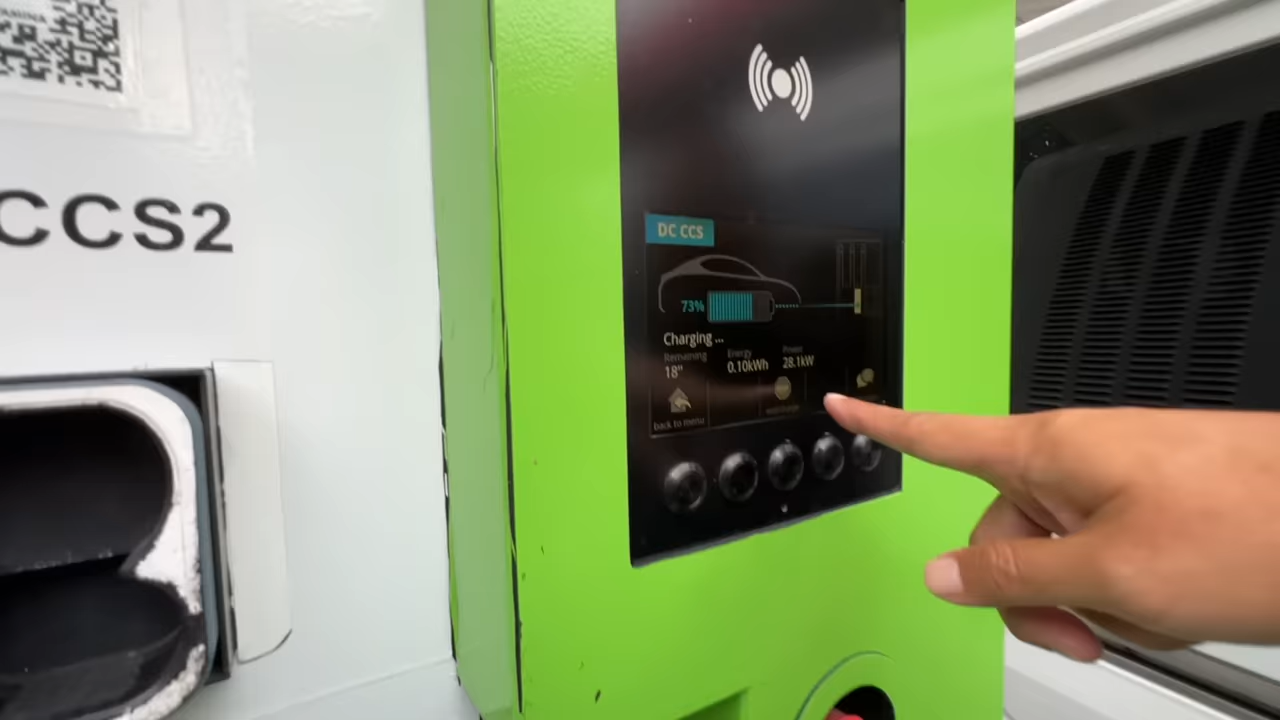 CCS2
DC CCS
73%
Charging ...
Remaining Energy Power
18" 0.10kWh 28.1kW
back to menu